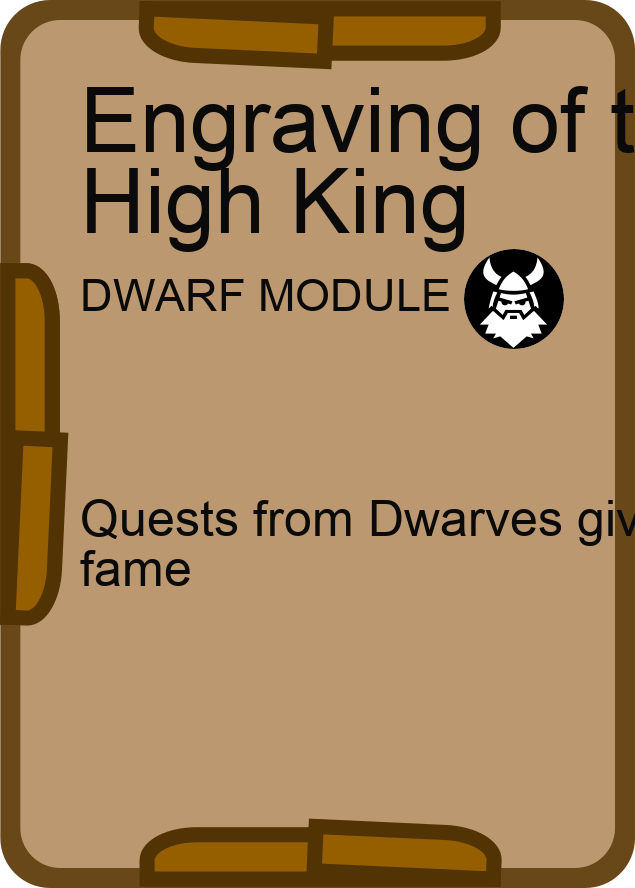 Engraving of t
High King
DWARF MODULE
Quests from Dwarves giv
fame